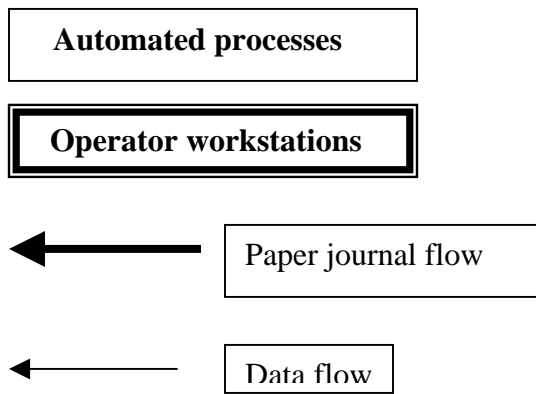 Automated processes
Operator workstations
Paper journal flow
Data flow